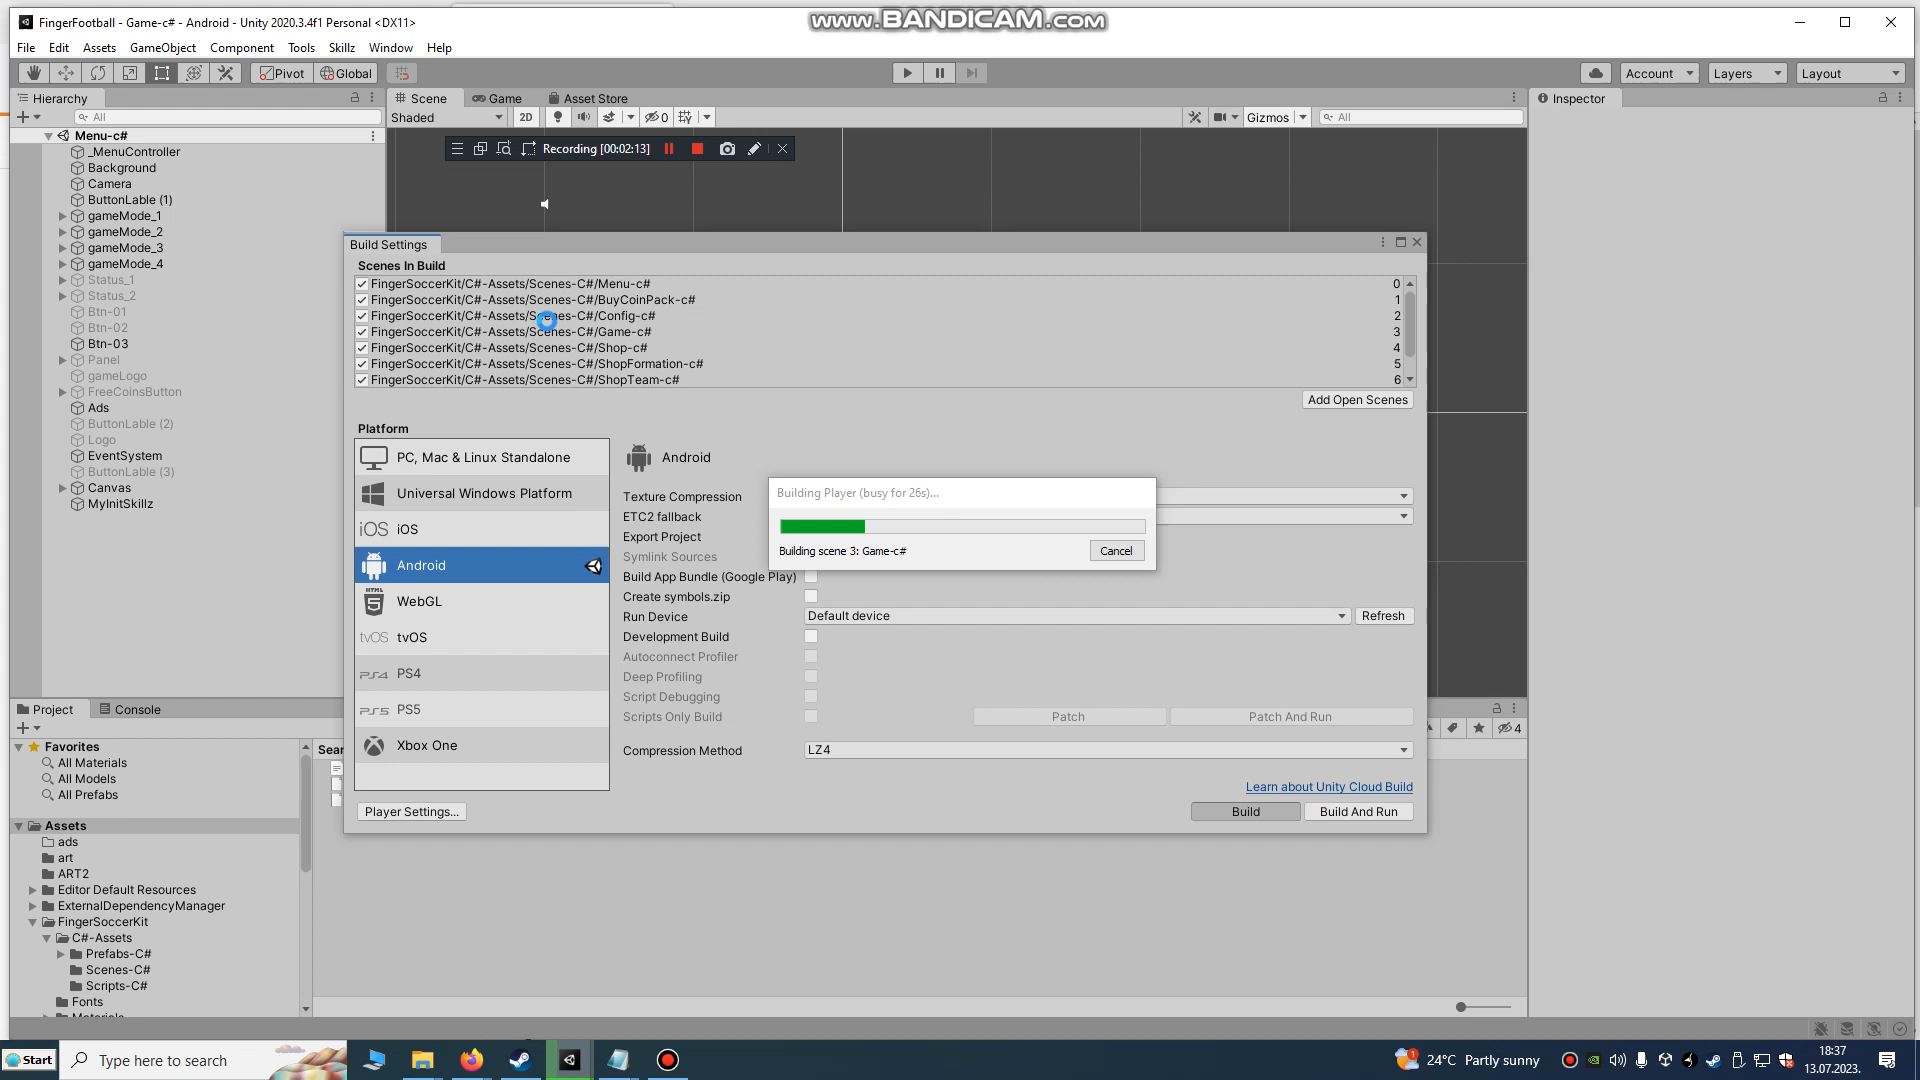 FingerFootball - Game-c# - Android - Unity 2020.3.4f1 Personal <DX11>
www.BANDICAM.com
File Edit Assets GameObject Component Tools Skillz Window Help
Pivot Global
Account Layers Layout
Hierarchy
Scene Game Asset Store
Inspector
All
Shaded 2D 0 Gizmos All
Menu-c#
_MenuController
Background
Camera
ButtonLable (1)
gameMode_1
gameMode_2
gameMode_3
gameMode_4
Status_1
Status_2
Btn-01
Btn-02
Btn-03
Panel
gameLogo
FreeCoinsButton
Ads
ButtonLable (2)
Logo
EventSystem
ButtonLable (3)
Canvas
MyInitSkillz
Recording [00:02:13]
Build Settings
Scenes In Build
FingerSoccerKit/C#-Assets/Scenes-C#/Menu-c# 0
FingerSoccerKit/C#-Assets/Scenes-C#/BuyCoinPack-c# 1
FingerSoccerKit/C#-Assets/Scenes-C#/Config-c# 2
FingerSoccerKit/C#-Assets/Scenes-C#/Game-c# 3
FingerSoccerKit/C#-Assets/Scenes-C#/Shop-c# 4
FingerSoccerKit/C#-Assets/Scenes-C#/ShopFormation-c# 5
FingerSoccerKit/C#-Assets/Scenes-C#/ShopTeam-c# 6
Add Open Scenes
Platform
PC, Mac & Linux Standalone
Universal Windows Platform
iOS iOS
Android
HTML 5 WebGL
tvOS tvOS
PS4 PS4
PS5 PS5
Xbox One
Android
Texture Compression
ETC2 fallback
Export Project
Symlink Sources
Build App Bundle (Google Play)
Create symbols.zip
Run Device Default device Refresh
Development Build
Autoconnect Profiler
Deep Profiling
Script Debugging
Scripts Only Build Patch Patch And Run
Compression Method LZ4
Learn about Unity Cloud Build
Player Settings... Build Build And Run
Building Player (busy for 26s)...
Building scene 3: Game-c# Cancel
Project Console
4
Sear
Favorites
All Materials
All Models
All Prefabs
Assets
ads
art
ART2
Editor Default Resources
ExternalDependencyManager
FingerSoccerKit
C#-Assets
Prefabs-C#
Scenes-C#
Scripts-C#
Fonts
Materials
Start Type here to search
1 24°C Partly sunny
18:37
13.07.2023.